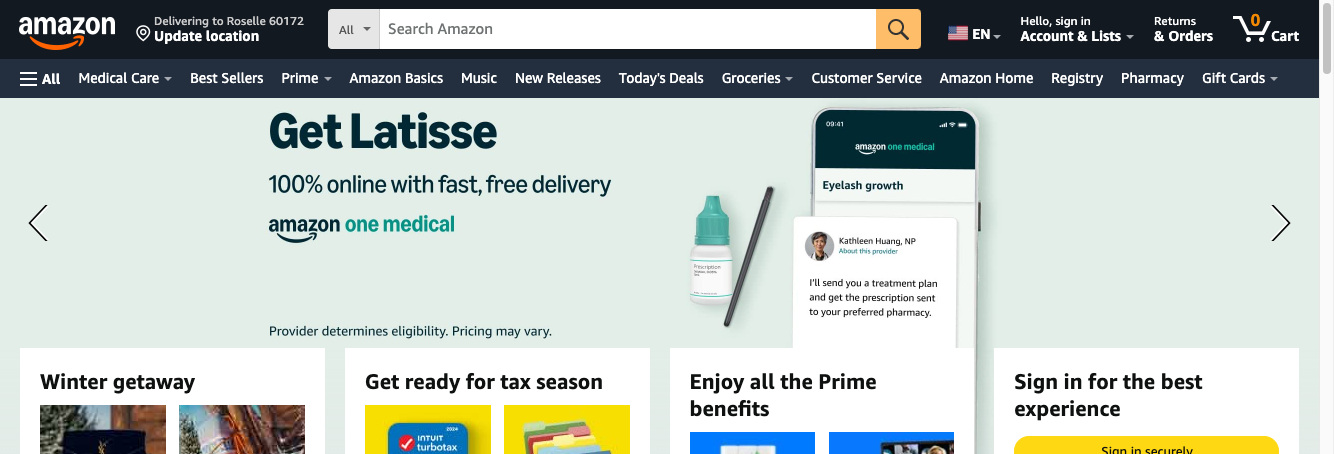 amazon
Delivering to Roselle 60172
Update location
All
Search Amazon
EN
Hello, sign in
Account & Lists
Returns
& Orders
0
Cart
All
Medical Care
Best Sellers
Prime
Amazon Basics
Music
New Releases
Today's Deals
Groceries
Customer Service
Amazon Home
Registry
Pharmacy
Gift Cards
Get Latisse
100% online with fast, free delivery
amazon one medical
Provider determines eligibility. Pricing may vary.
Prescription
09:41
amazon one medical
Eyelash growth
Kathleen Huang, NP
About this provider
I'll send you a treatment plan
and get the prescription sent
to your preferred pharmacy.
Winter getaway
Get ready for tax season
2024
INTUIT
turbotax
Enjoy all the Prime
benefits
Sign in for the best
experience
Sign in securely